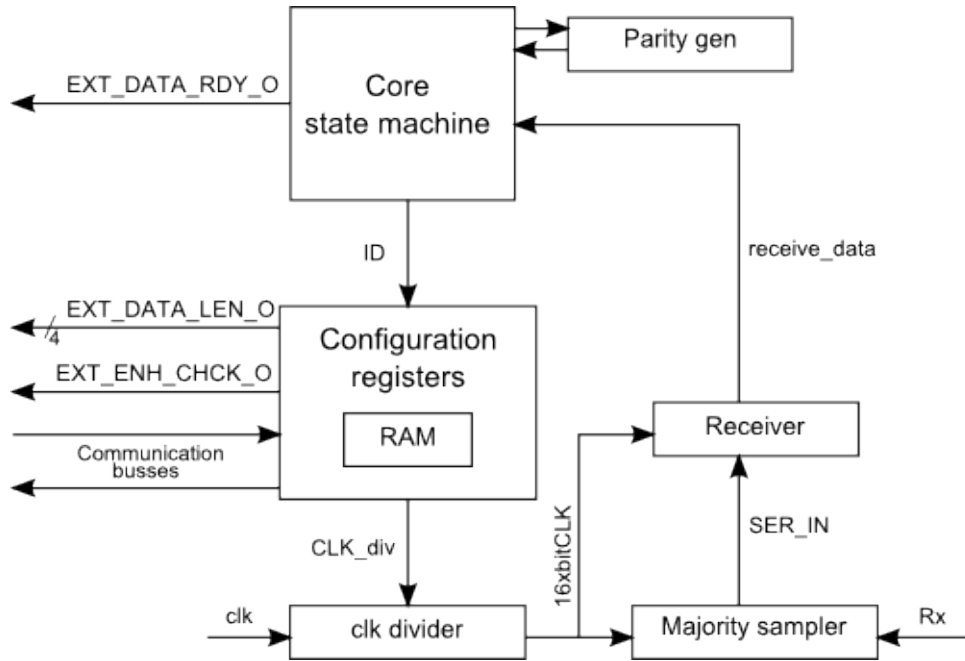 Parity gen
EXT_DATA_RDY_O
Core
state machine
ID
receive_data
EXT_DATA_LEN_O
4
Configuration
registers
EXT_ENH_CHCK_O
RAM
Receiver
Communication
busses
CLK_div
16xbitCLK
SER_IN
clk
clk divider
Majority sampler
Rx